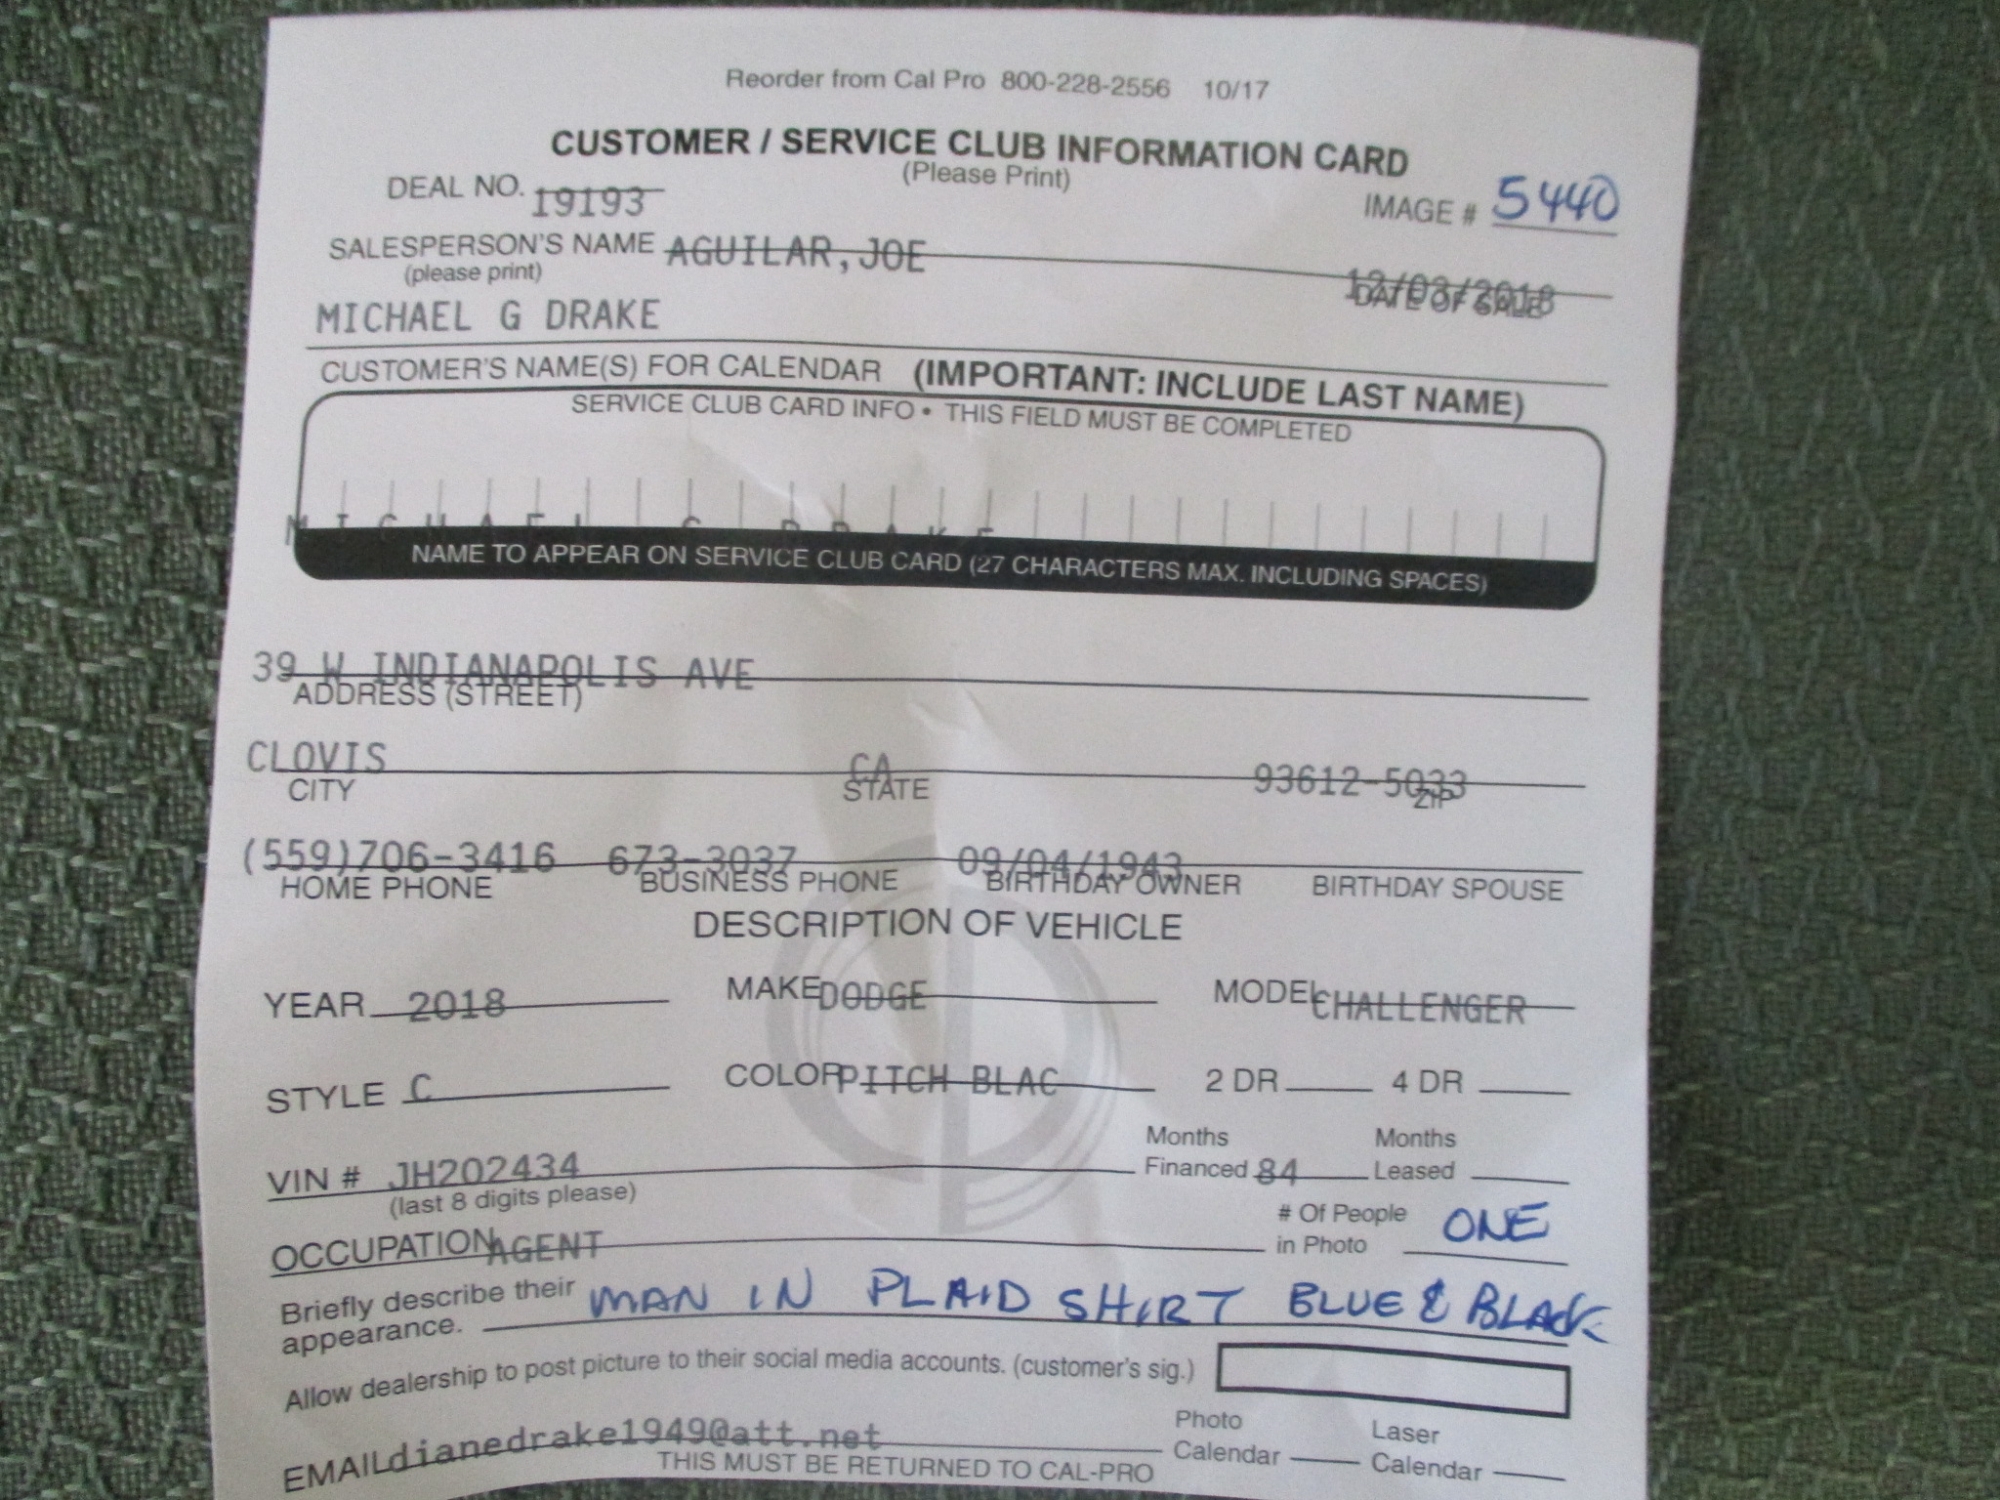 Reorder from Cal Pro 800-228-2556 10/17
CUSTOMER / SERVICE CLUB INFORMATION CARD
(Please Print)
DEAL NO. 19193
IMAGE # 5440
SALESPERSON'S NAME AGUILAR, JOE
(please print)
12/03/2018
DATE OF SALE
MICHAEL G DRAKE
CUSTOMER'S NAME(S) FOR CALENDAR (IMPORTANT: INCLUDE LAST NAME)
SERVICE CLUB CARD INFO • THIS FIELD MUST BE COMPLETED
MICHAEL G DRAKE
NAME TO APPEAR ON SERVICE CLUB CARD (27 CHARACTERS MAX. INCLUDING SPACES)
39 W INDIANAPOLIS AVE
ADDRESS (STREET)
CLOVIS CA 93612-5033
CITY STATE ZIP
(559)706-3416 673-3037 09/04/1943
HOME PHONE BUSINESS PHONE BIRTHDAY OWNER BIRTHDAY SPOUSE
DESCRIPTION OF VEHICLE
YEAR 2018 MAKE DODGE MODEL CHALLENGER
STYLE C COLOR PITCH BLAC 2 DR 4 DR
Months Months
VIN # JH202434 Financed 84 Leased
(last 8 digits please)
# Of People ONE
OCCUPATION AGENT in Photo
Briefly describe their MAN IN PLAID SHIRT BLUE & BLACK
appearance.
Allow dealership to post picture to their social media accounts. (customer's sig.)
Photo Laser
EMAIL dianedrake1949@att.net Calendar Calendar
THIS MUST BE RETURNED TO CAL-PRO